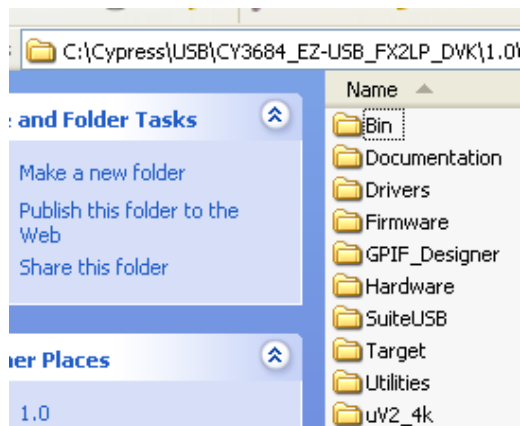 C:\Cypress\USB\CY3684_EZ-USB_FX2LP_DVK\1.0\
and Folder Tasks
Make a new folder
Publish this folder to the
Web
Share this folder
Places
1.0
Name
Bin
Documentation
Drivers
Firmware
GPIF_Designer
Hardware
SuiteUSB
Target
Utilities
uV2_4k